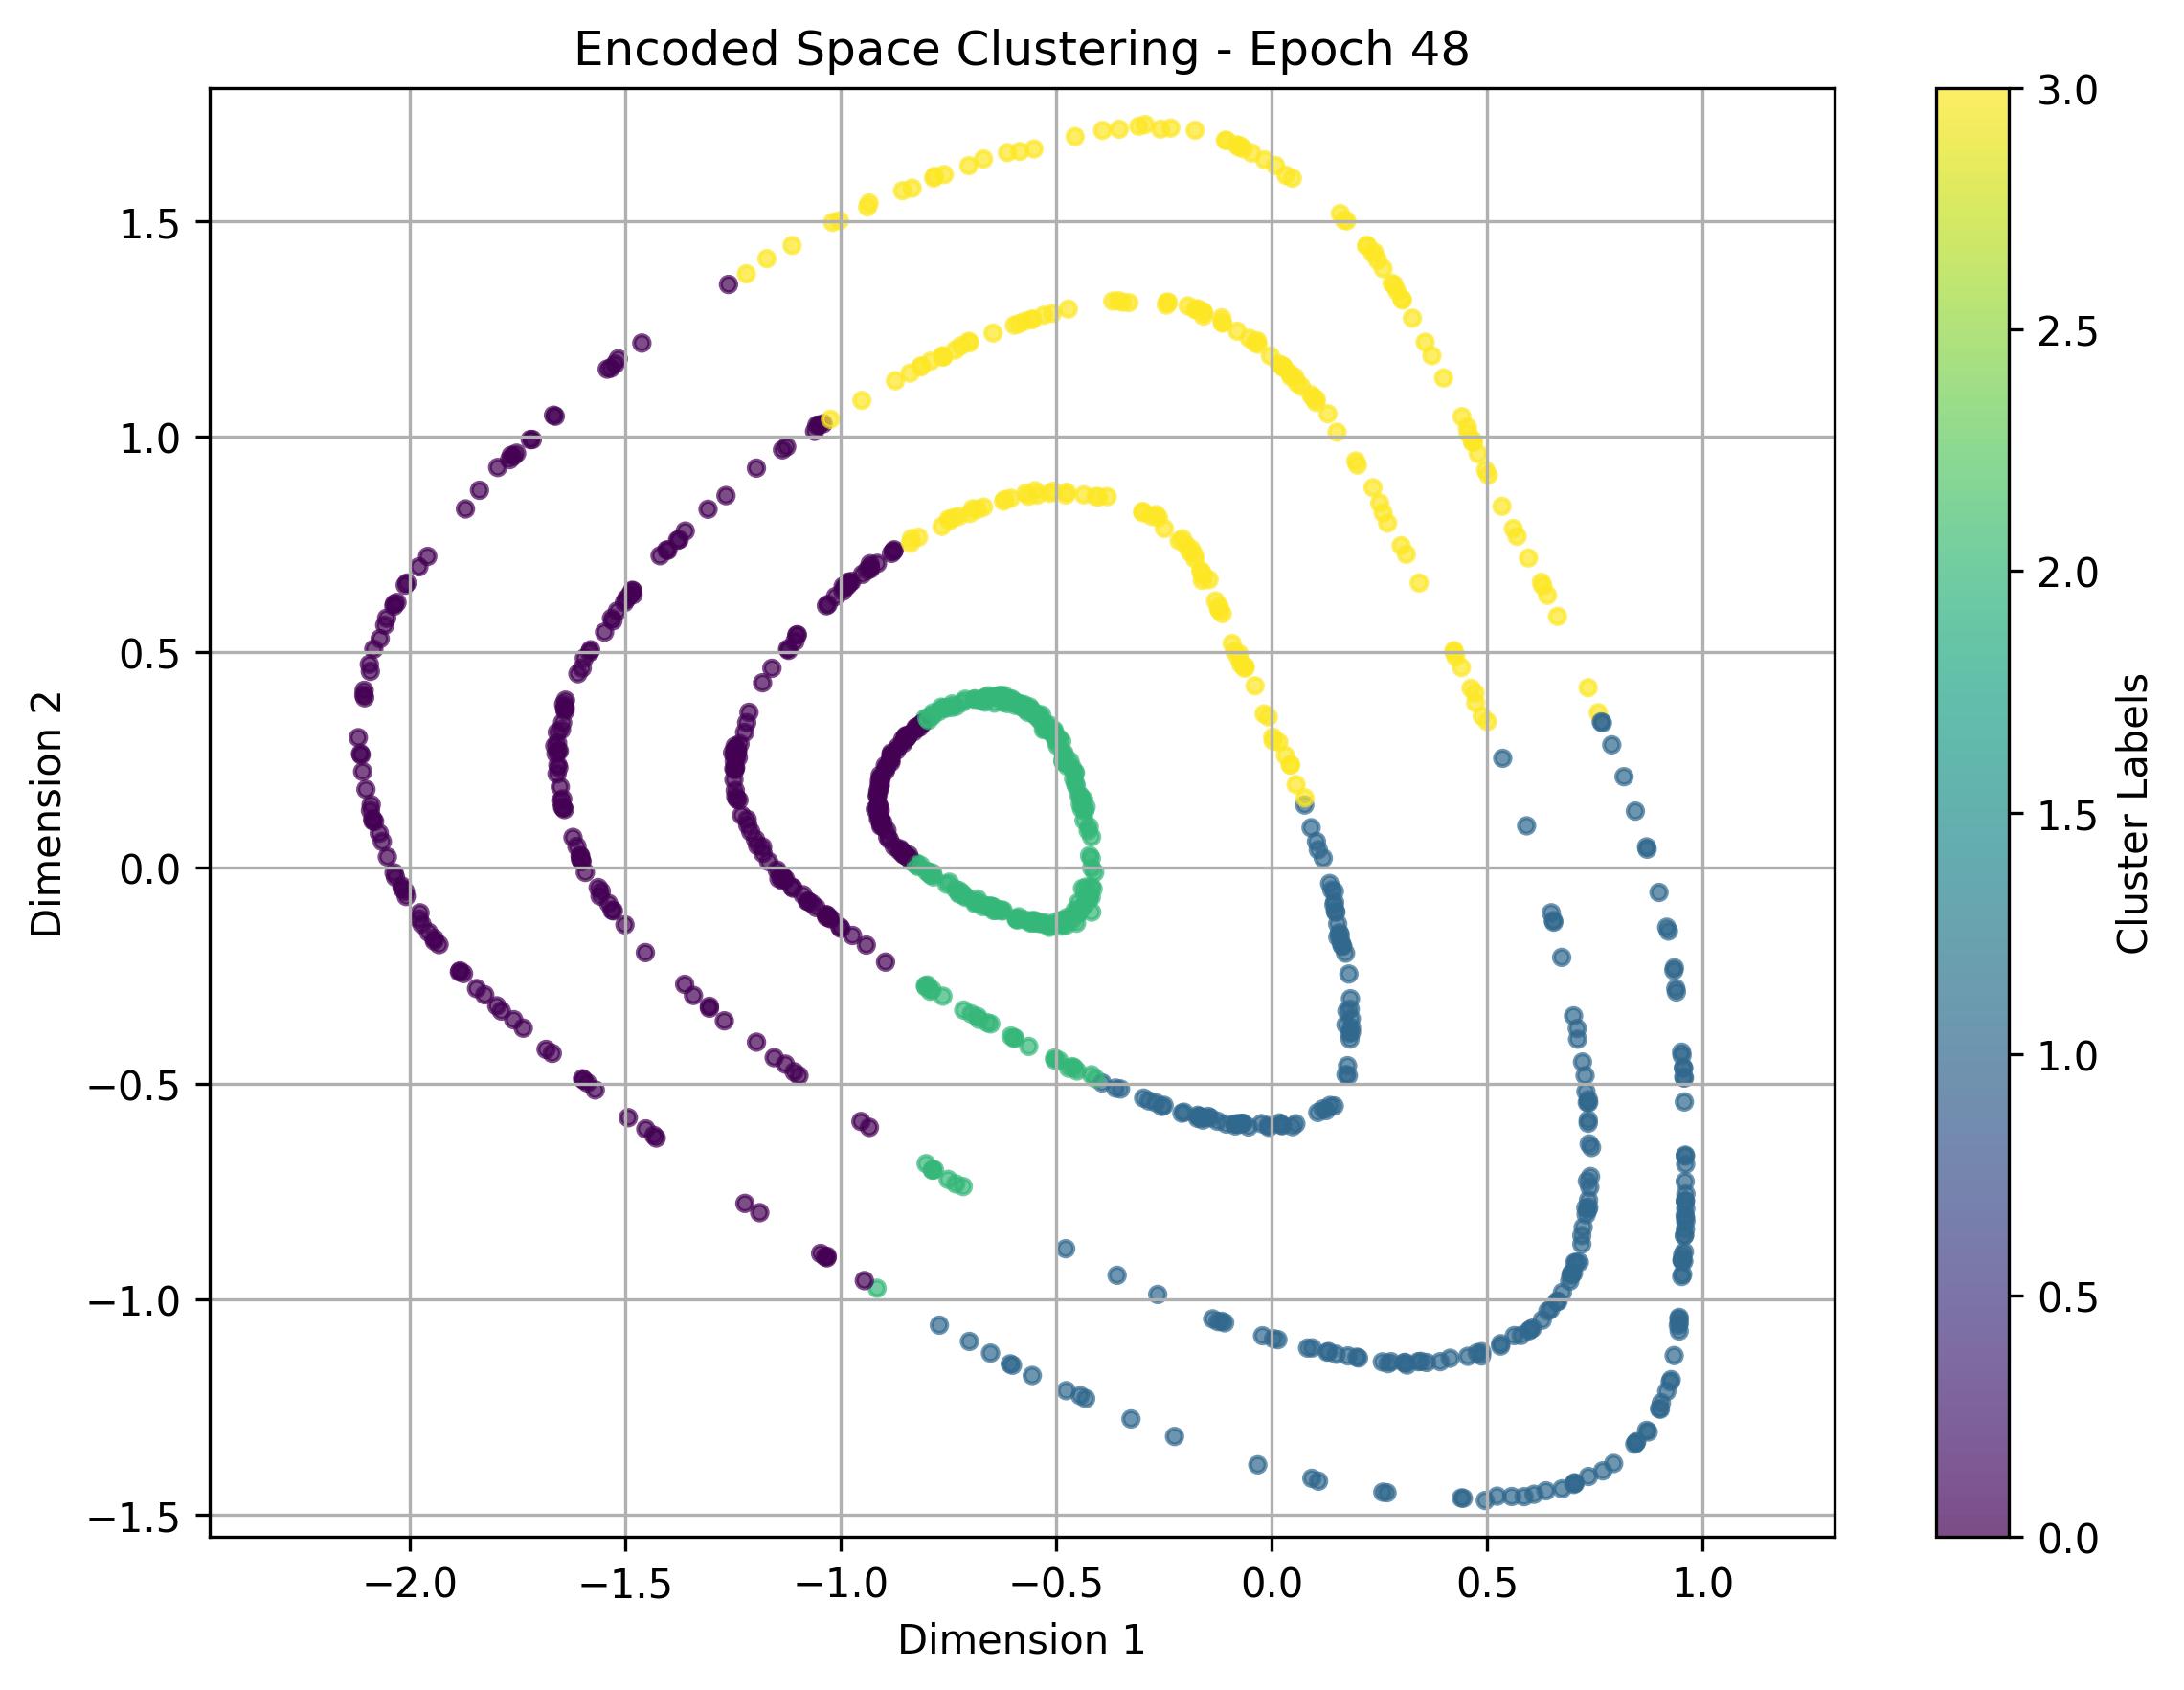 Encoded Space Clustering - Epoch 48
3.0
2.5
2.0
1.5
1.0
0.5
0.0
Cluster Labels
1.5
1.0
0.5
0.0
−0.5
−1.0
−1.5
Dimension 2
−2.0 −1.5 −1.0 −0.5 0.0 0.5 1.0
Dimension 1